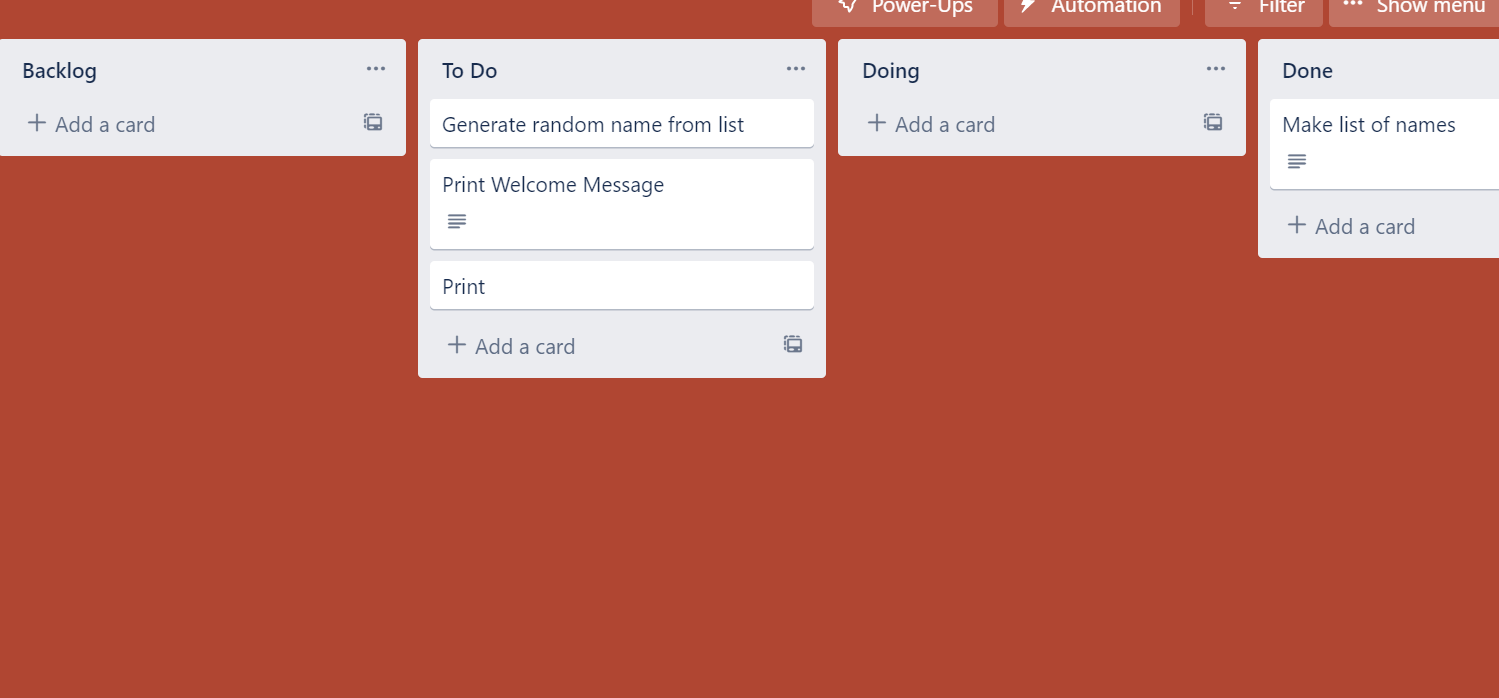 Power-Ups
Automation
Filter
Show menu
Backlog
Add a card
To Do
Generate random name from list
Print Welcome Message
Print
Add a card
Doing
Add a card
Done
Make list of names
Add a card